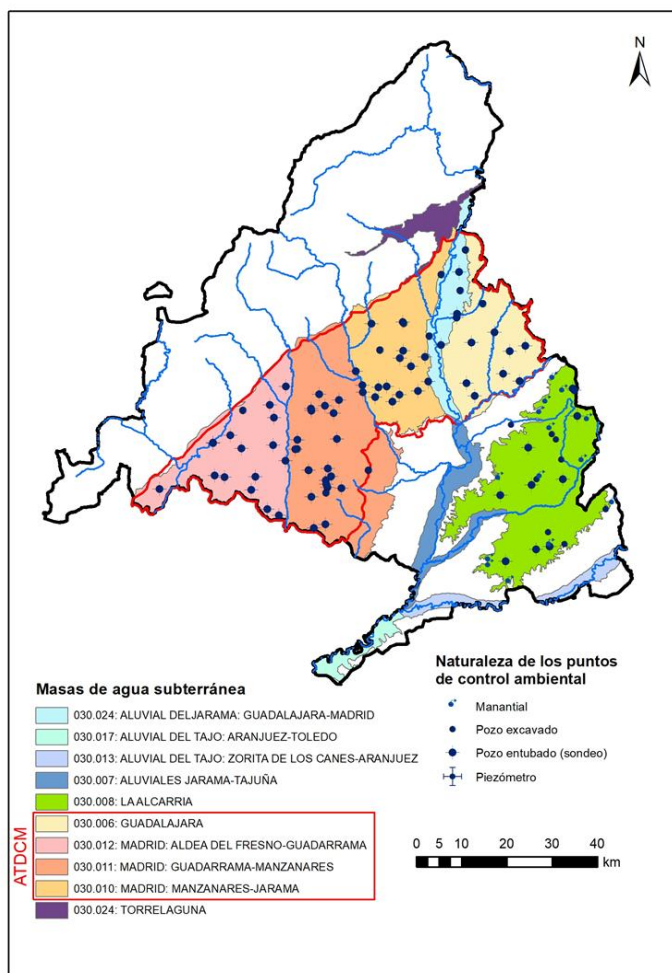 N
Masas de agua subterránea
030.024: ALUVIAL DELJARAMA: GUADALAJARA-MADRID
030.017: ALUVIAL DEL TAJO: ARANJUEZ-TOLEDO
030.013: ALUVIAL DEL TAJO: ZORITA DE LOS CANES-ARANJUEZ
030.007: ALUVIALES JARAMA-TAJUÑA
030.008: LA ALCARRIA
030.006: GUADALAJARA
030.012: MADRID: ALDEA DEL FRESNO-GUADARRAMA
030.011: MADRID: GUADARRAMA-MANZANARES
030.010: MADRID: MANZANARES-JARAMA
030.024: TORRELAGUNA
ATDCM
Naturaleza de los puntos
de control ambiental
Manantial
Pozo excavado
Pozo entubado (sondeo)
Piezómetro
0 5 10 20 30 40
km